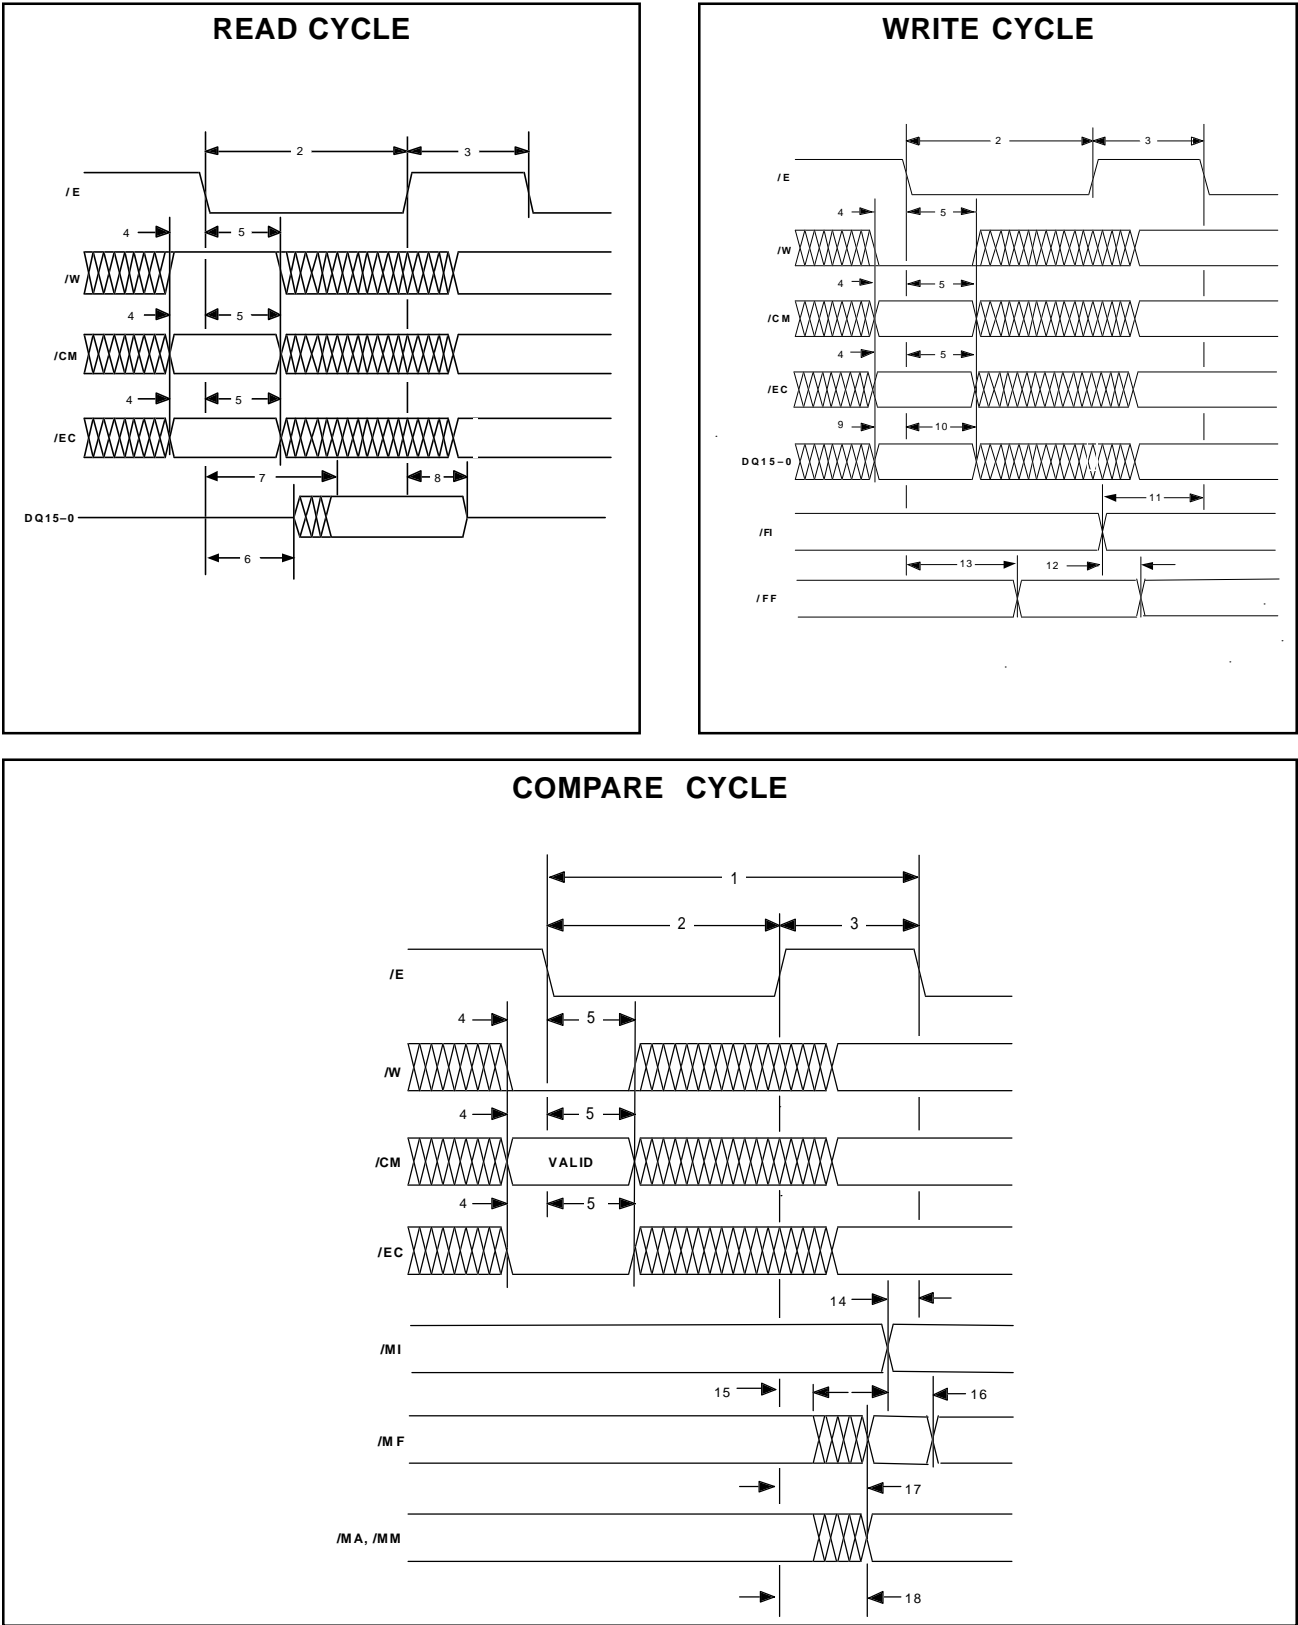 READ CYCLE
2
3
/E
4
5
/W
4
5
/CM
4
5
/EC
7
8
DQ15–0
6
WRITE CYCLE
2
3
/E
4
5
/W
4
5
/CM
4
5
/EC
9
10
DQ15–0
11
/FI
13
12
/FF
COMPARE CYCLE
1
2
3
/E
4
5
/W
4
5
/CM
VALID
4
5
/EC
14
/MI
15
16
/MF
17
/MA, /MM
18